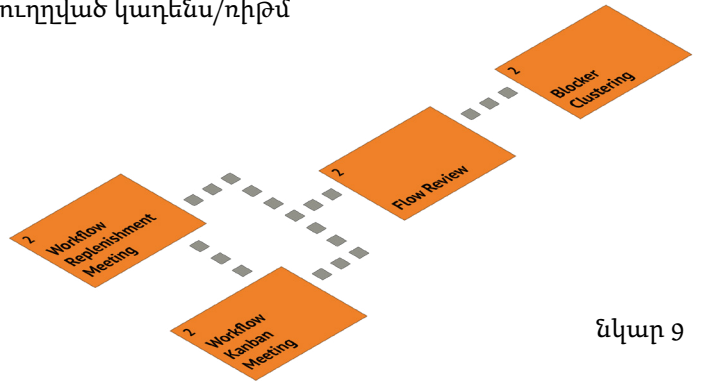 ուղղված կադենս/ռիթմ
2
Blocker
Clustering
2
Flow Review
2
Workflow
Replenishment
Meeting
2
Workflow
Kanban
Meeting
նկար 9